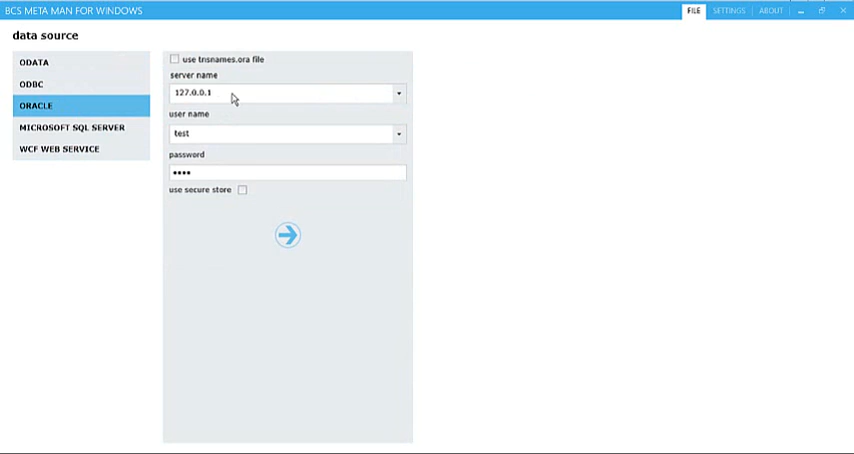 BCS META MAN FOR WINDOWS
FILE SETTINGS ABOUT
data source
ODATA
ODBC
ORACLE
MICROSOFT SQL SERVER
WCF WEB SERVICE
use tnsnames.ora file
server name
127.0.0.1
user name
test
password
••••
use secure store